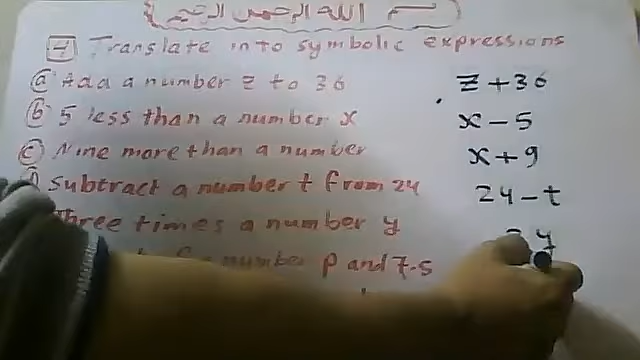 بسم الله الرحمن الرحيم
4 Translate into symbolic expressions
(a) Add a number z to 36 z + 36
(b) 5 less than a number x x - 5
(c) Nine more than a number x + 9
Subtract a number t from 24 24 - t
Three times a number y y
a number p and 7.5